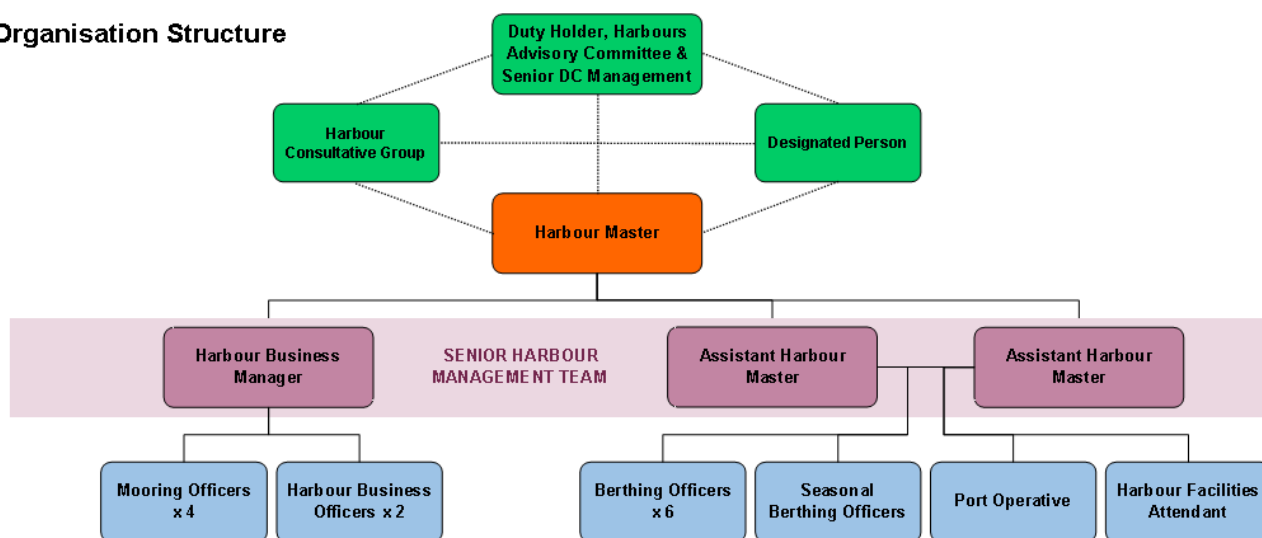 Organisation Structure
Duty Holder, Harbours
Advisory Committee &
Senior DC Management
Harbour
Consultative Group
Designated Person
Harbour Master
Harbour Business
Manager
SENIOR HARBOUR
MANAGEMENT TEAM
Assistant Harbour
Master
Assistant Harbour
Master
Mooring Officers
x 4
Harbour Business
Officers x 2
Berthing Officers
x 6
Seasonal
Berthing Officers
Port Operative
Harbour Facilities
Attendant